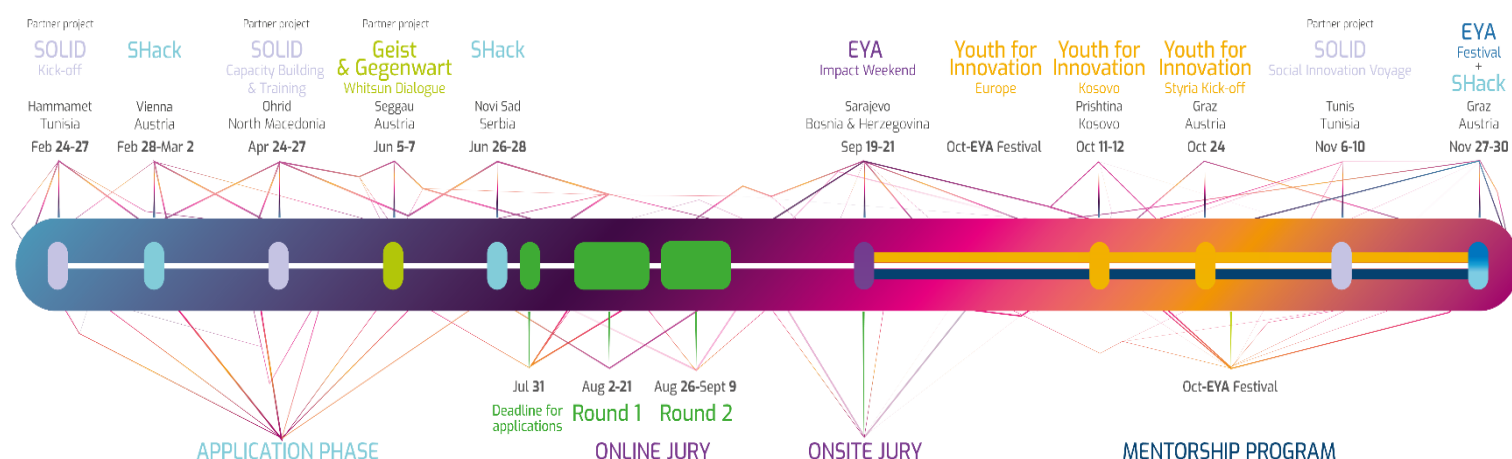 Partner project
SOLID
Kick-off
Hammamet
Tunisia
Feb 24-27
SHack
Vienna
Austria
Feb 28-Mar 2
Partner project
SOLID
Capacity Building
& Training
Ohrid
North Macedonia
Apr 24-27
Partner project
Geist
& Gegenwart
Whitsun Dialogue
Seggau
Austria
Jun 5-7
SHack
Novi Sad
Serbia
Jun 26-28
EYA
Impact Weekend
Sarajevo
Bosnia & Herzegovina
Sep 19-21
Youth for
Innovation
Europe
Oct-EYA Festival
Youth for
Innovation
Kosovo
Prishtina
Kosovo
Oct 11-12
Youth for
Innovation
Styria Kick-off
Graz
Austria
Oct 24
Partner project
SOLID
Social Innovation Voyage
Tunis
Tunisia
Nov 6-10
EYA
Festival
+
SHack
Graz
Austria
Nov 27-30
Jul 31
Deadline for
applications
Aug 2-21
Round 1
Aug 26-Sept 9
Round 2
Oct-EYA Festival
APPLICATION PHASE
ONLINE JURY
ONSITE JURY
MENTORSHIP PROGRAM